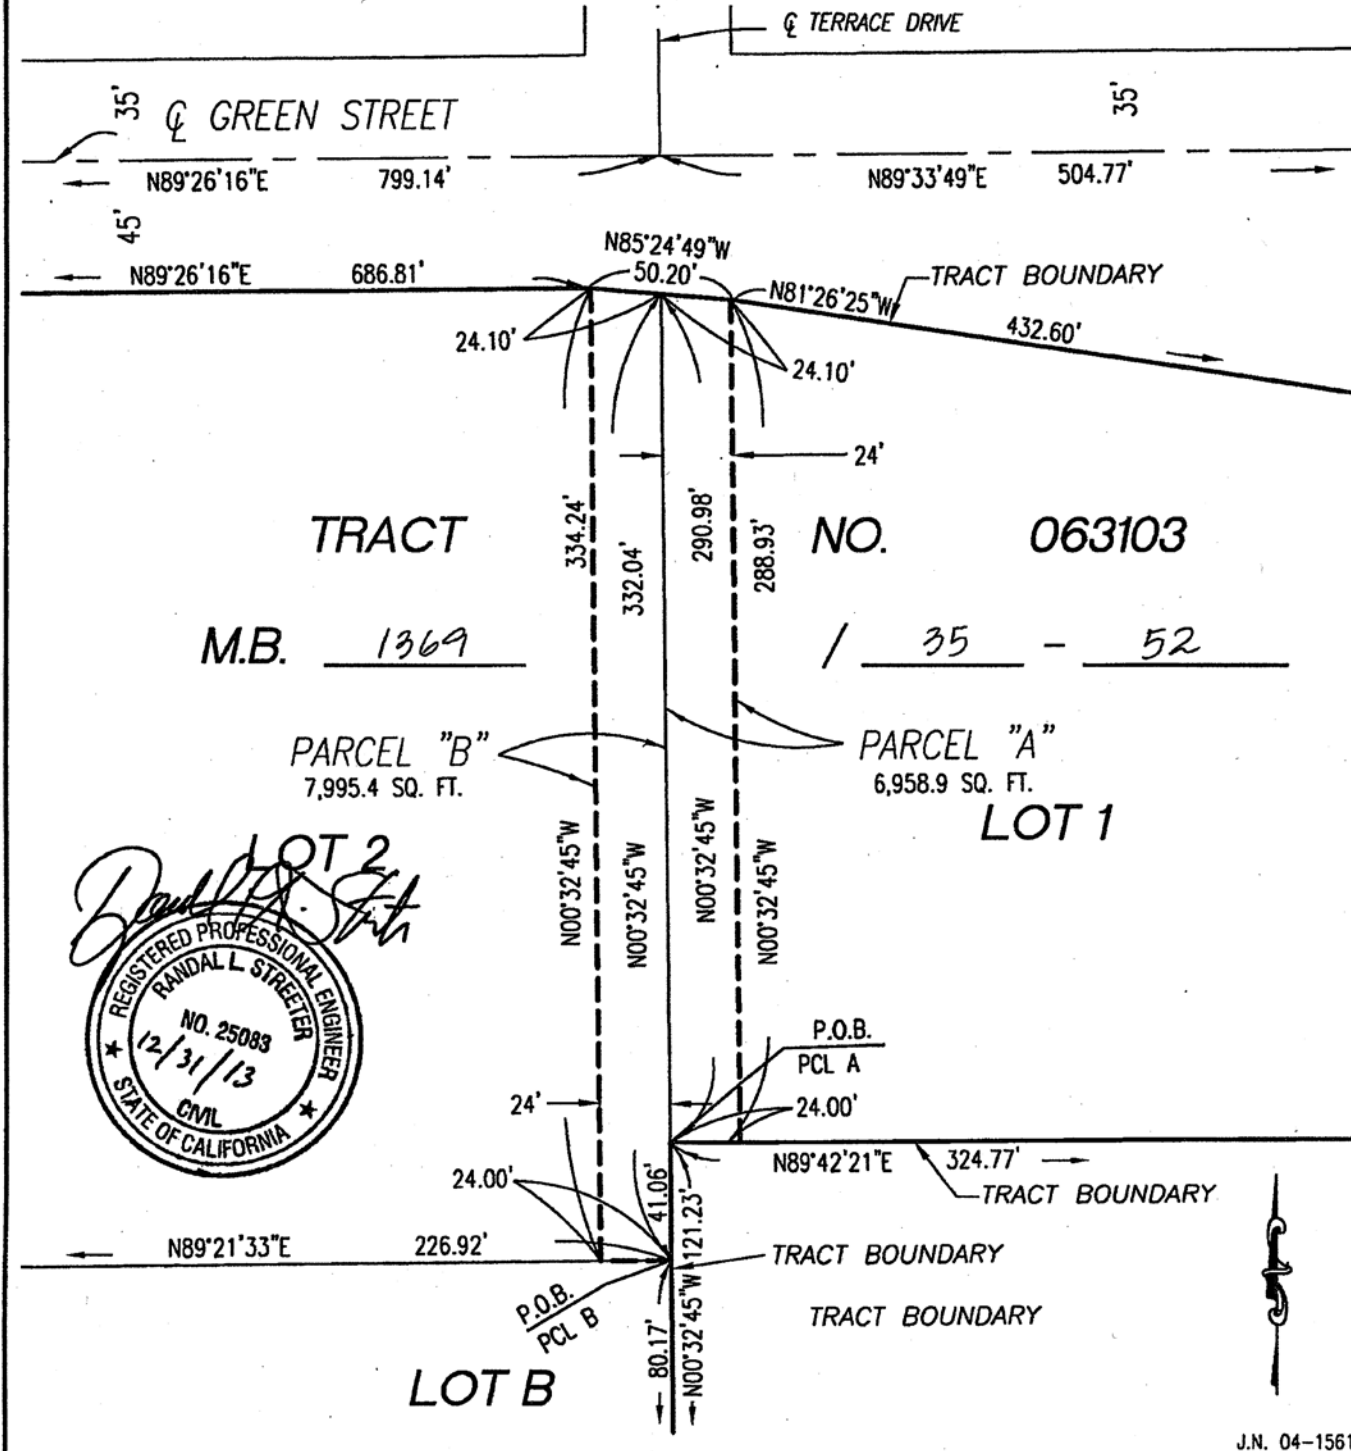 ℄ TERRACE DRIVE
35'
℄ GREEN STREET
35'
N89°26'16"E 799.14'
N89°33'49"E 504.77'
45'
N85°24'49"W
50.20'
N89°26'16"E 686.81'
TRACT BOUNDARY
N81°26'25"W
432.60'
24.10'
24.10'
24'
334.24'
332.04'
290.98'
288.93'
TRACT NO. 063103
M.B. 1369 / 35 - 52
PARCEL "B"
7,995.4 SQ. FT.
PARCEL "A"
6,958.9 SQ. FT.
LOT 2
LOT 1
N00°32'45"W
N00°32'45"W
N00°32'45"W
N00°32'45"W
REGISTERED PROFESSIONAL ENGINEER
RANDAL L. STREETER
NO. 25083
12/31/13
CIVIL
STATE OF CALIFORNIA
P.O.B.
PCL A
24'
24.00'
N89°42'21"E 324.77'
TRACT BOUNDARY
24.00'
41.06'
N00°32'45"W 121.23'
N89°21'33"E 226.92'
TRACT BOUNDARY
P.O.B.
PCL B
TRACT BOUNDARY
80.17'
LOT B
J.N. 04-1561